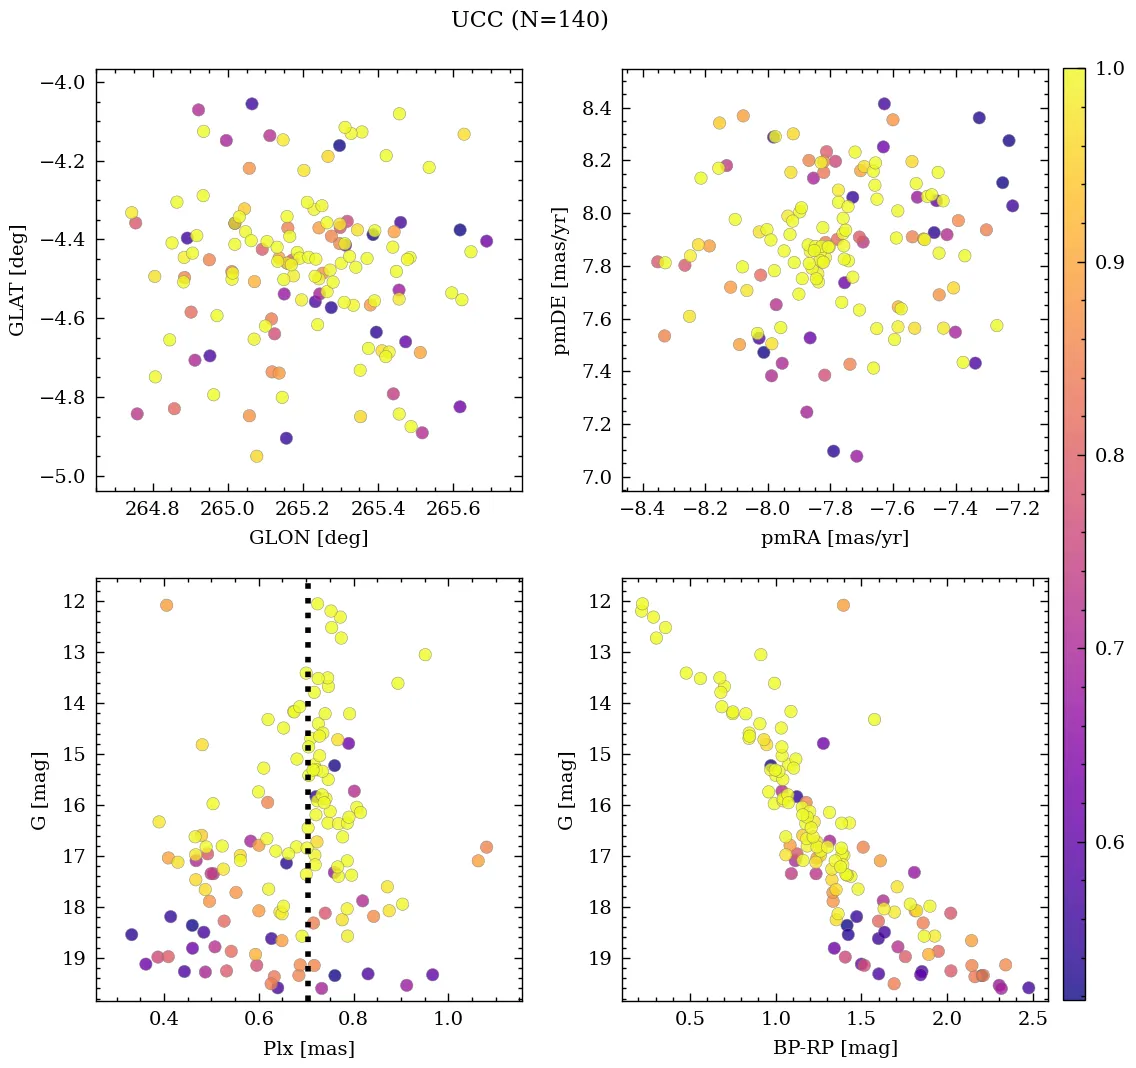 UCC (N=140)
−4.0
−4.2
−4.4
−4.6
−4.8
−5.0
GLAT [deg]
264.8 265.0 265.2 265.4 265.6
GLON [deg]
8.4
8.2
8.0
7.8
7.6
7.4
7.2
7.0
pmDE [mas/yr]
−8.4 −8.2 −8.0 −7.8 −7.6 −7.4 −7.2
pmRA [mas/yr]
1.0
0.9
0.8
0.7
0.6
12
13
14
15
16
17
18
19
G [mag]
0.4 0.6 0.8 1.0
Plx [mas]
12
13
14
15
16
17
18
19
G [mag]
0.5 1.0 1.5 2.0 2.5
BP-RP [mag]